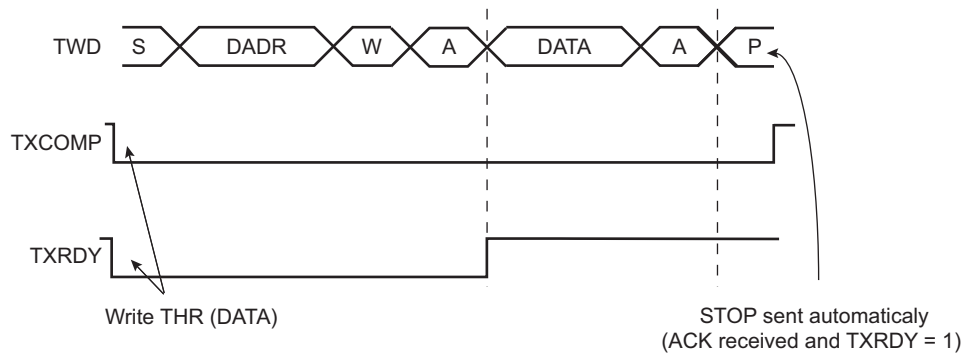 TWD S DADR W A DATA A P
TXCOMP
TXRDY
Write THR (DATA)
STOP sent automaticaly
(ACK received and TXRDY = 1)